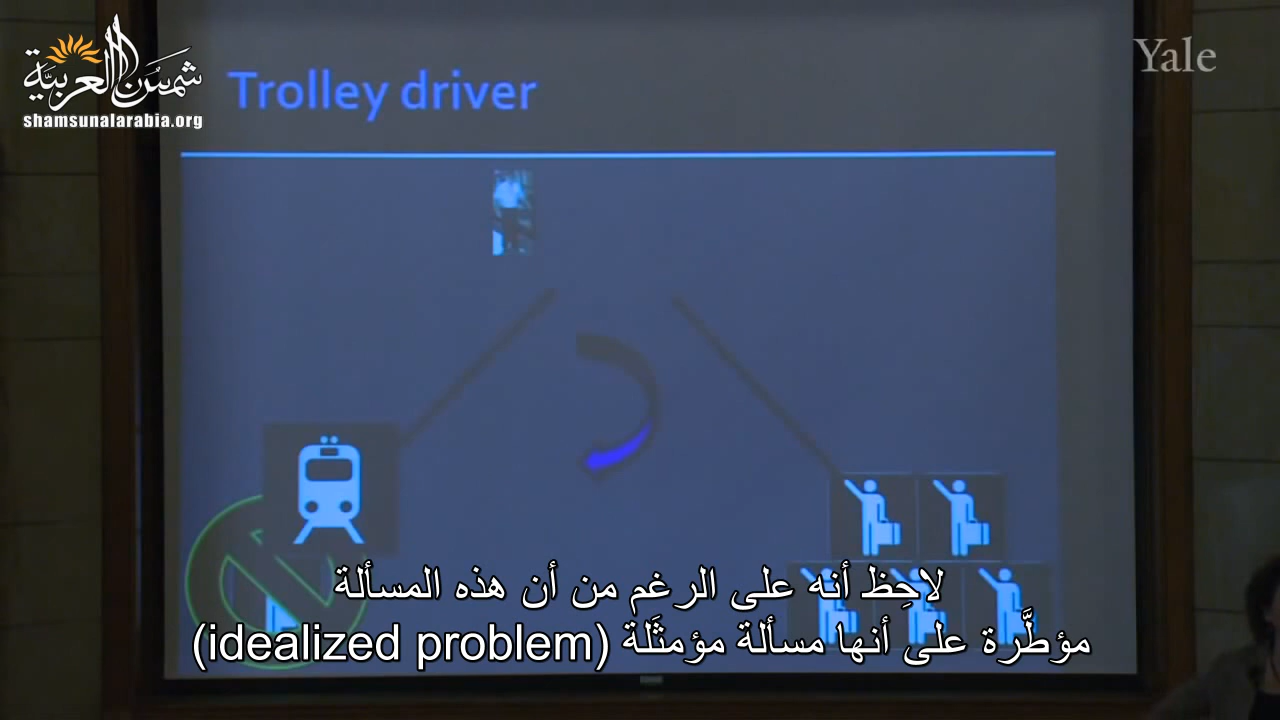 شمس العربية
shamsunalarabia.org
Yale
Trolley driver
لاحِظ أنه على الرغم من أن هذه المسألة
مؤطَّرة على أنها مسألة مؤمثَلة (idealized problem)